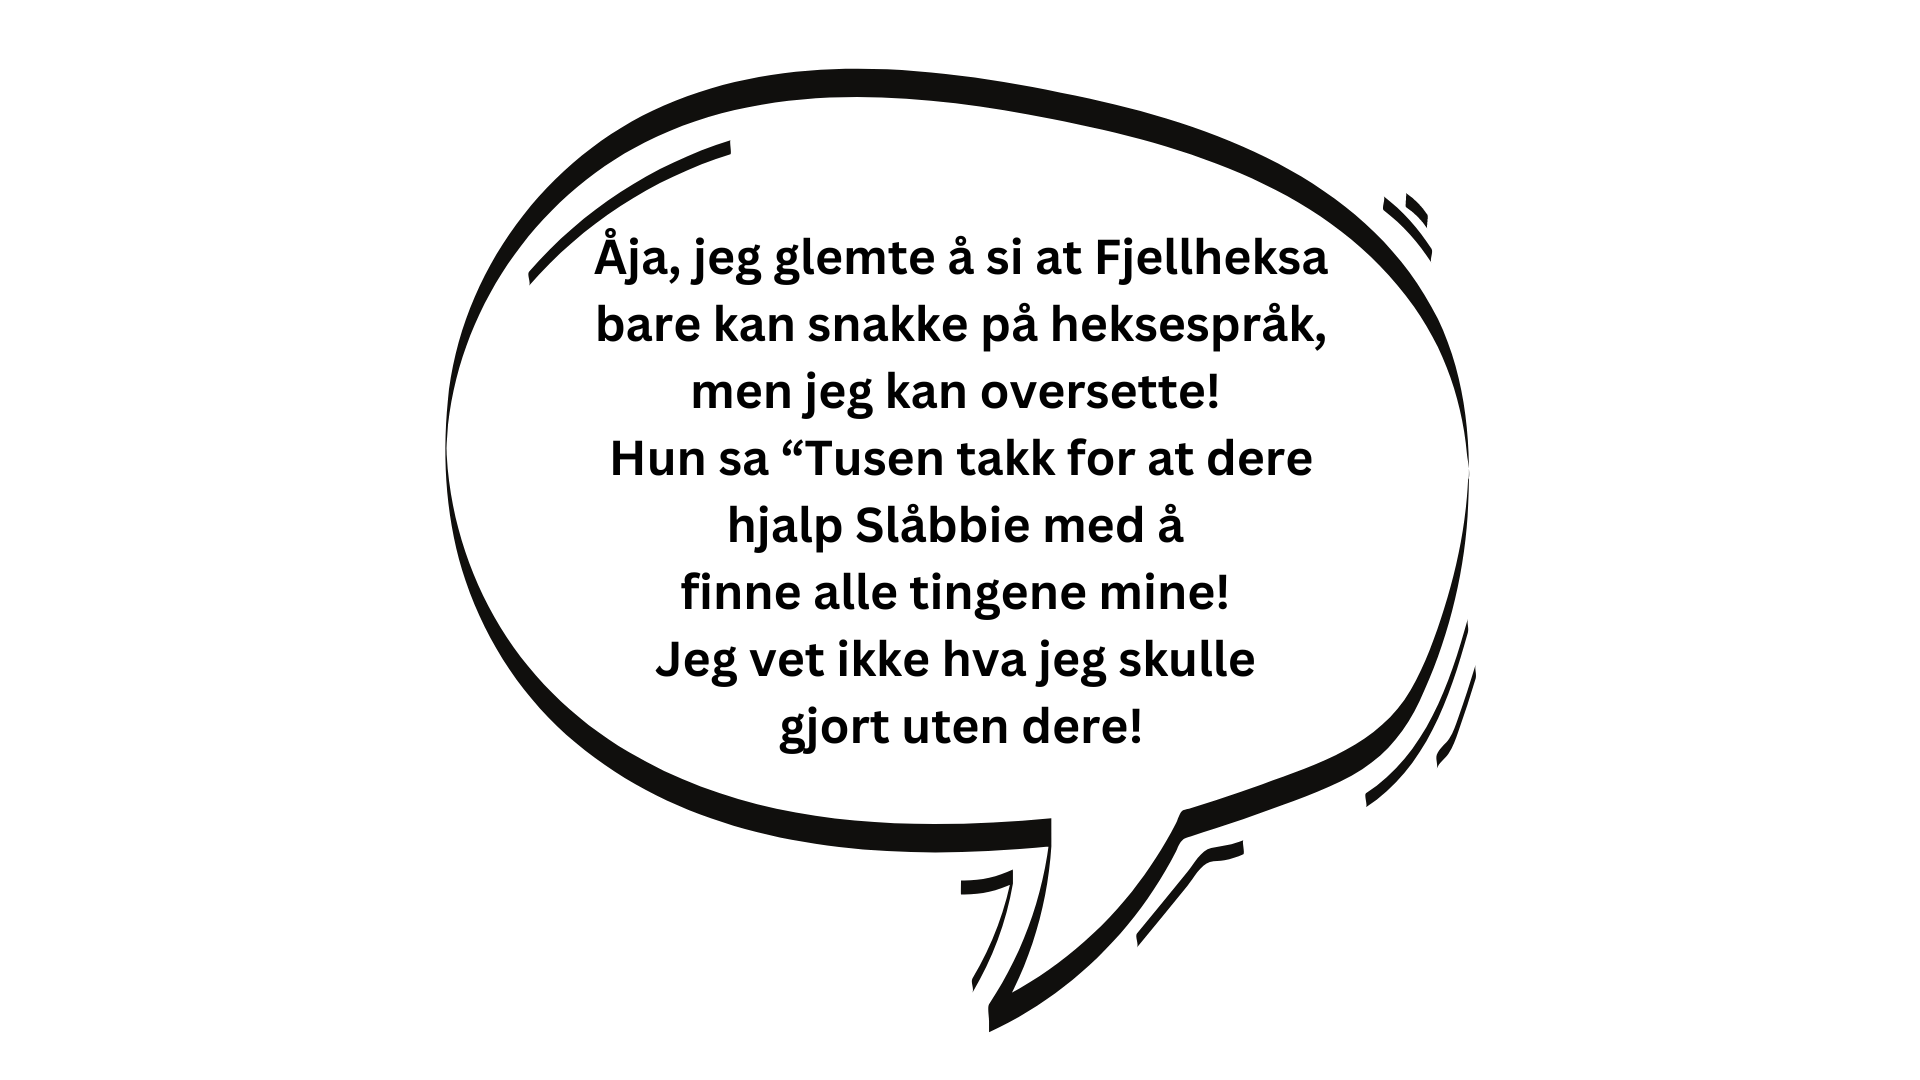 Åja, jeg glemte å si at Fjellheksa
bare kan snakke på heksespråk,
men jeg kan oversette!
Hun sa “Tusen takk for at dere
hjalp Slåbbie med å
finne alle tingene mine!
Jeg vet ikke hva jeg skulle
gjort uten dere!